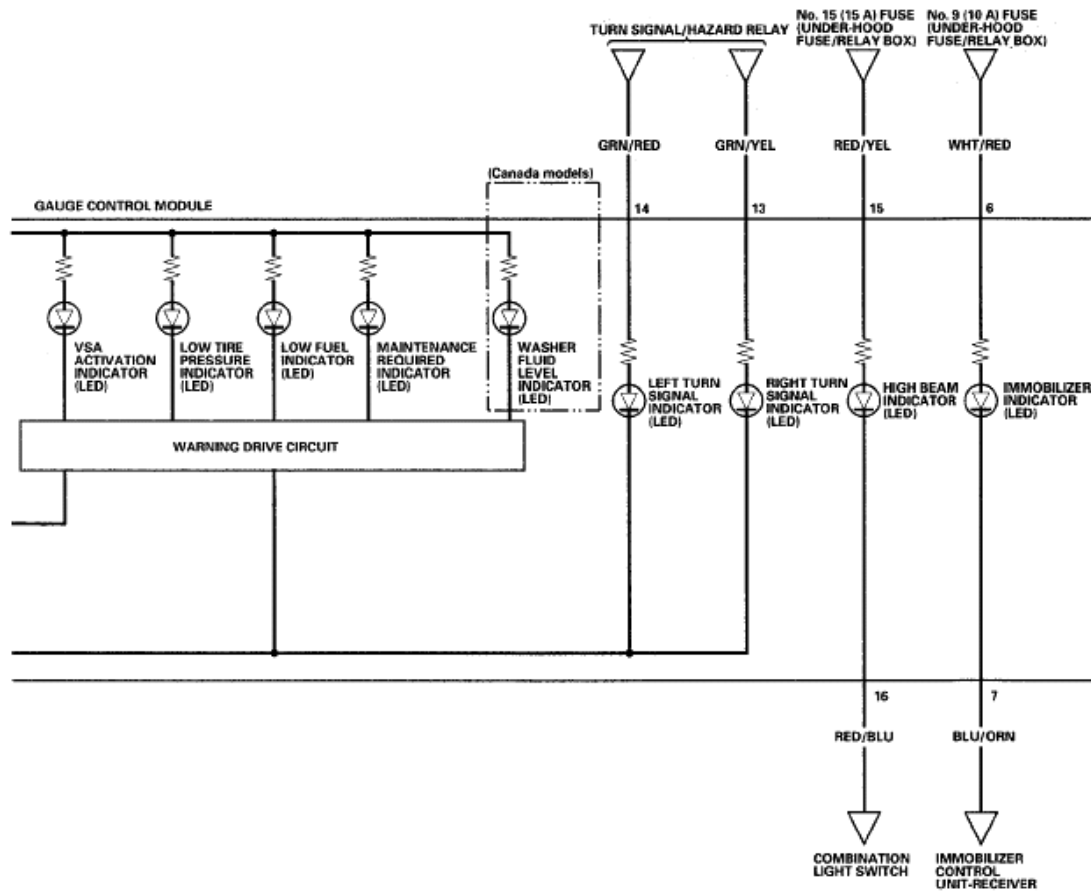 TURN SIGNAL/HAZARD RELAY
No. 15 (15 A) FUSE
(UNDER-HOOD
FUSE/RELAY BOX)
No. 9 (10 A) FUSE
(UNDER-HOOD
FUSE/RELAY BOX)
GRN/RED
GRN/YEL
RED/YEL
WHT/RED
(Canada models)
GAUGE CONTROL MODULE
14
13
15
6
VSA
ACTIVATION
INDICATOR
(LED)
LOW TIRE
PRESSURE
INDICATOR
(LED)
LOW FUEL
INDICATOR
(LED)
MAINTENANCE
REQUIRED
INDICATOR
(LED)
WASHER
FLUID
LEVEL
INDICATOR
(LED)
LEFT TURN
SIGNAL
INDICATOR
(LED)
RIGHT TURN
SIGNAL
INDICATOR
(LED)
HIGH BEAM
INDICATOR
(LED)
IMMOBILIZER
INDICATOR
(LED)
WARNING DRIVE CIRCUIT
16
7
RED/BLU
BLU/ORN
COMBINATION
LIGHT SWITCH
IMMOBILIZER
CONTROL
UNIT-RECEIVER